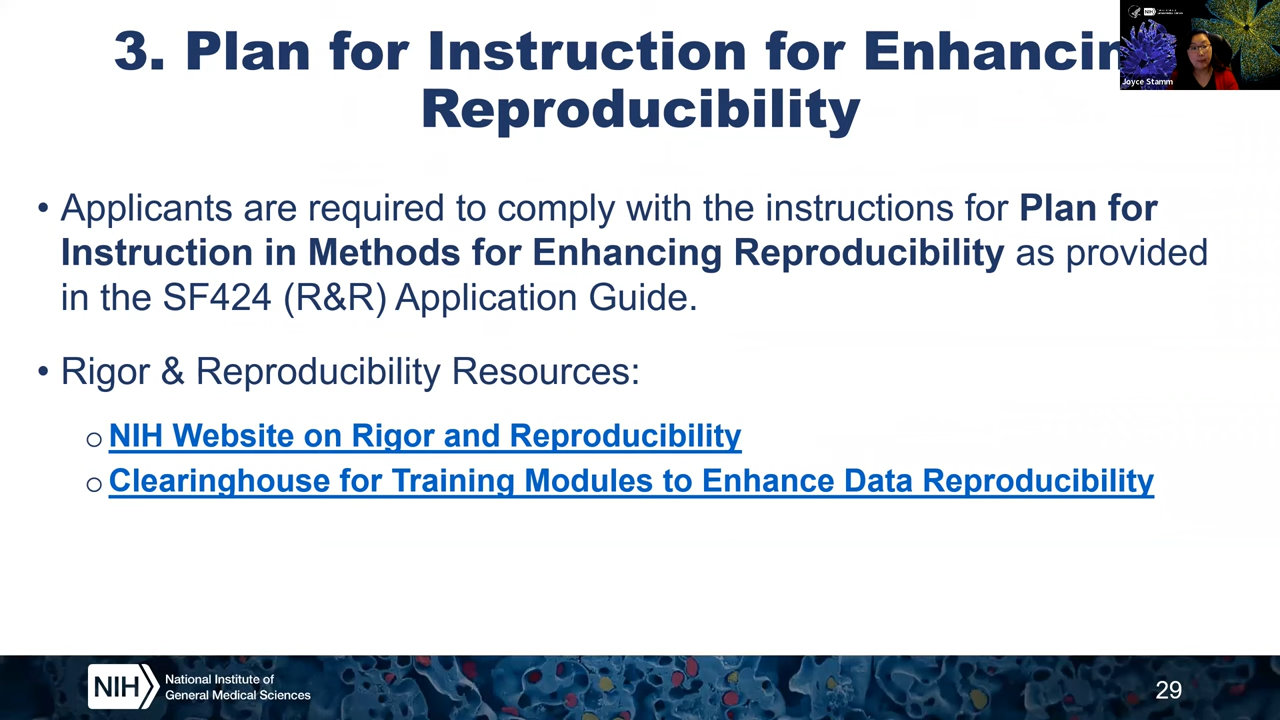 3. Plan for Instruction for Enhancin
Reproducibility
Joyce Stamm
• Applicants are required to comply with the instructions for Plan for
Instruction in Methods for Enhancing Reproducibility as provided
in the SF424 (R&R) Application Guide.
• Rigor & Reproducibility Resources:
o NIH Website on Rigor and Reproducibility
o Clearinghouse for Training Modules to Enhance Data Reproducibility
NIH
National Institute of
General Medical Sciences
29